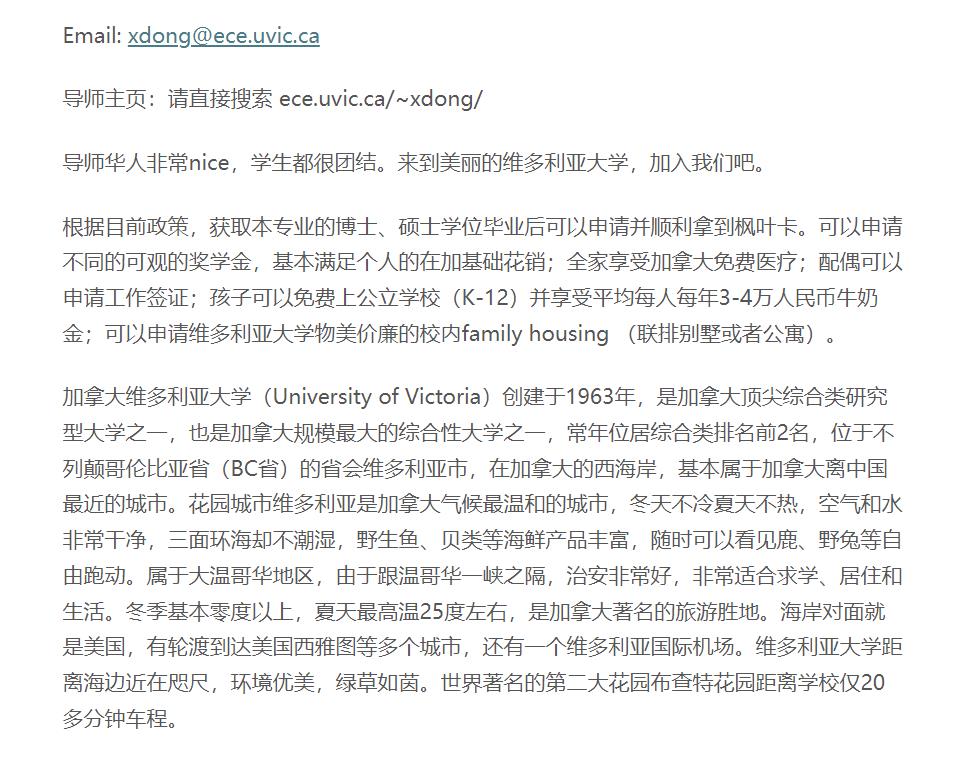 Email: xdong@ece.uvic.ca
导师主页：请直接搜索 ece.uvic.ca/~xdong/
导师华人非常nice，学生都很团结。来到美丽的维多利亚大学，加入我们吧。
根据目前政策，获取本专业的博士、硕士学位毕业后可以申请并顺利拿到枫叶卡。可以申请
不同的可观的奖学金，基本满足个人的在加基础花销；全家享受加拿大免费医疗；配偶可以
申请工作签证；孩子可以免费上公立学校（K-12）并享受平均每人每年3-4万人民币牛奶
金；可以申请维多利亚大学物美价廉的校内family housing （联排别墅或者公寓）。
加拿大维多利亚大学（University of Victoria）创建于1963年，是加拿大顶尖综合类研究
型大学之一，也是加拿大规模最大的综合性大学之一，常年位居综合类排名前2名，位于不
列颠哥伦比亚省（BC省）的省会维多利亚市，在加拿大的西海岸，基本属于加拿大离中国
最近的城市。花园城市维多利亚是加拿大气候最温和的城市，冬天不冷夏天不热，空气和水
非常干净，三面环海却不潮湿，野生鱼、贝类等海鲜产品丰富，随时可以看见鹿、野兔等自
由跑动。属于大温哥华地区，由于跟温哥华一峡之隔，治安非常好，非常适合求学、居住和
生活。冬季基本零度以上，夏天最高温25度左右，是加拿大著名的旅游胜地。海岸对面就
是美国，有轮渡到达美国西雅图等多个城市，还有一个维多利亚国际机场。维多利亚大学距
离海边近在咫尺，环境优美，绿草如茵。世界著名的第二大花园布查特花园距离学校仅20
多分钟车程。